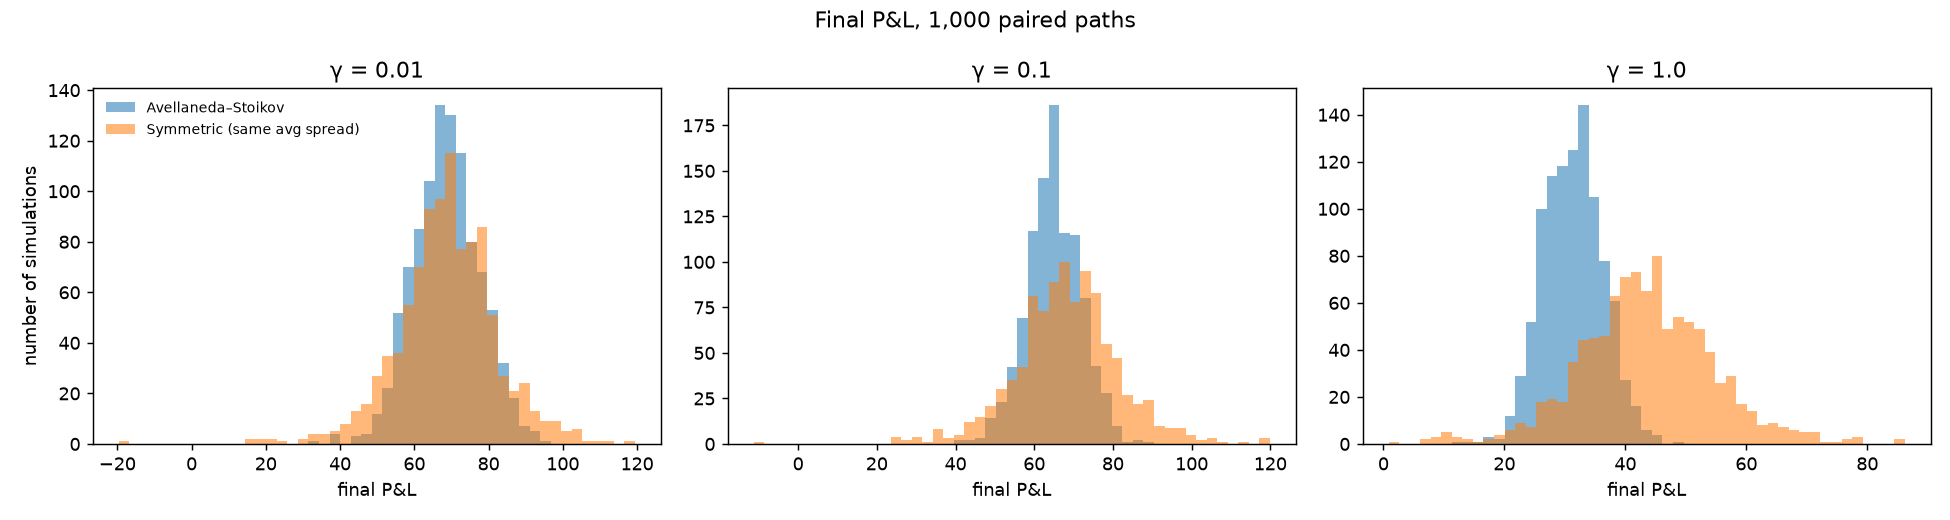 Final P&L, 1,000 paired paths
γ = 0.01
number of simulations
140
120
100
80
60
40
20
0
Avellaneda–Stoikov
Symmetric (same avg spread)
−20 0 20 40 60 80 100 120
final P&L
γ = 0.1
175
150
125
100
75
50
25
0
0 20 40 60 80 100 120
final P&L
γ = 1.0
140
120
100
80
60
40
20
0
0 20 40 60 80
final P&L